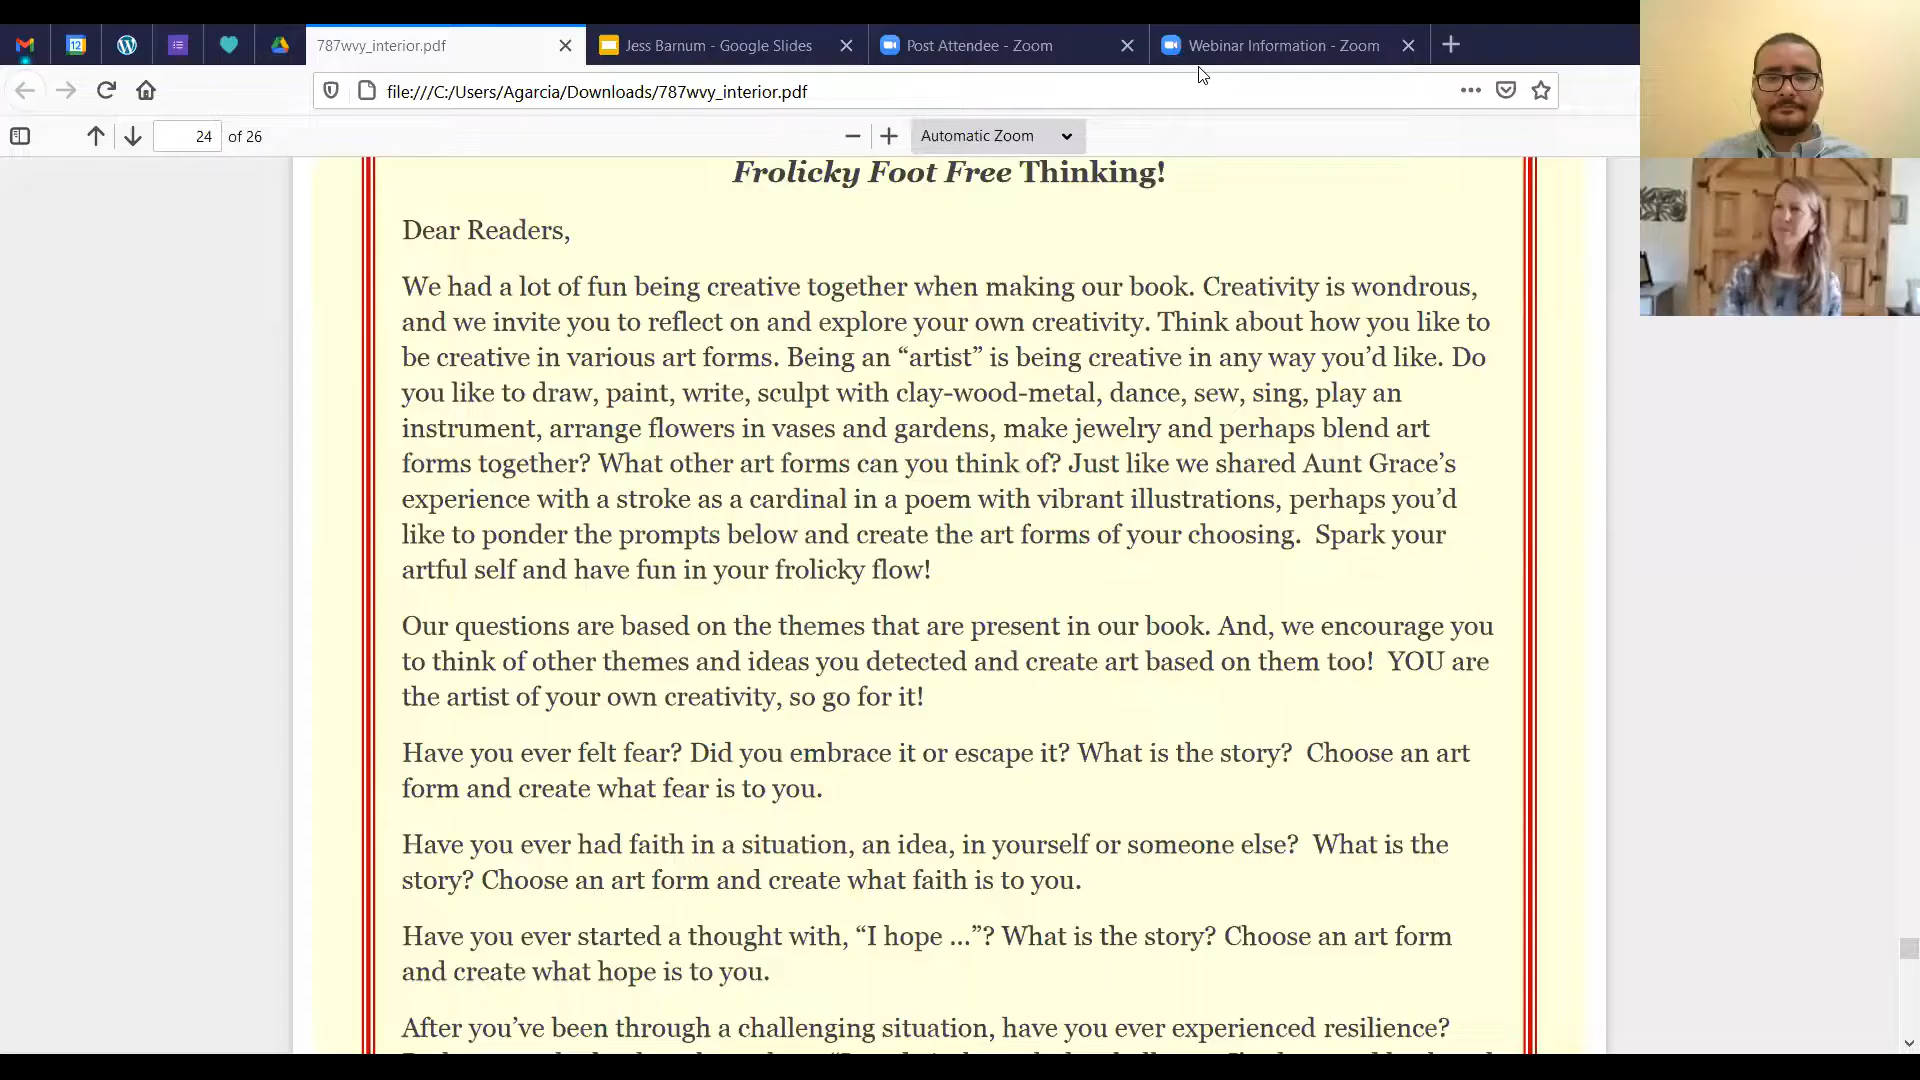 12
787wvy_interior.pdf
Jess Barnum - Google Slides
Post Attendee - Zoom
Webinar Information - Zoom
file:///C:/Users/Agarcia/Downloads/787wvy_interior.pdf
24 of 26
Automatic Zoom
Frolicky Foot Free Thinking!
Dear Readers,
We had a lot of fun being creative together when making our book. Creativity is wondrous,
and we invite you to reflect on and explore your own creativity. Think about how you like to
be creative in various art forms. Being an “artist” is being creative in any way you’d like. Do
you like to draw, paint, write, sculpt with clay-wood-metal, dance, sew, sing, play an
instrument, arrange flowers in vases and gardens, make jewelry and perhaps blend art
forms together? What other art forms can you think of? Just like we shared Aunt Grace’s
experience with a stroke as a cardinal in a poem with vibrant illustrations, perhaps you’d
like to ponder the prompts below and create the art forms of your choosing.  Spark your
artful self and have fun in your frolicky flow!
Our questions are based on the themes that are present in our book. And, we encourage you
to think of other themes and ideas you detected and create art based on them too!  YOU are
the artist of your own creativity, so go for it!
Have you ever felt fear? Did you embrace it or escape it? What is the story?  Choose an art
form and create what fear is to you.
Have you ever had faith in a situation, an idea, in yourself or someone else?  What is the
story? Choose an art form and create what faith is to you.
Have you ever started a thought with, “I hope ...”? What is the story? Choose an art form
and create what hope is to you.
After you’ve been through a challenging situation, have you ever experienced resilience?